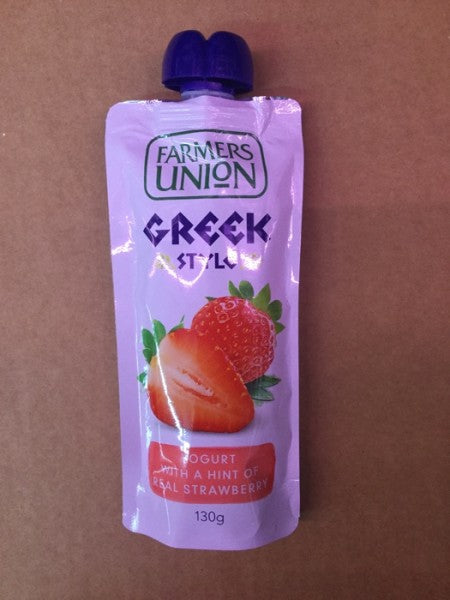 FARMERS
UNION
GREEK
STYLE
YOGURT
WITH A HINT OF
REAL STRAWBERRY
130g